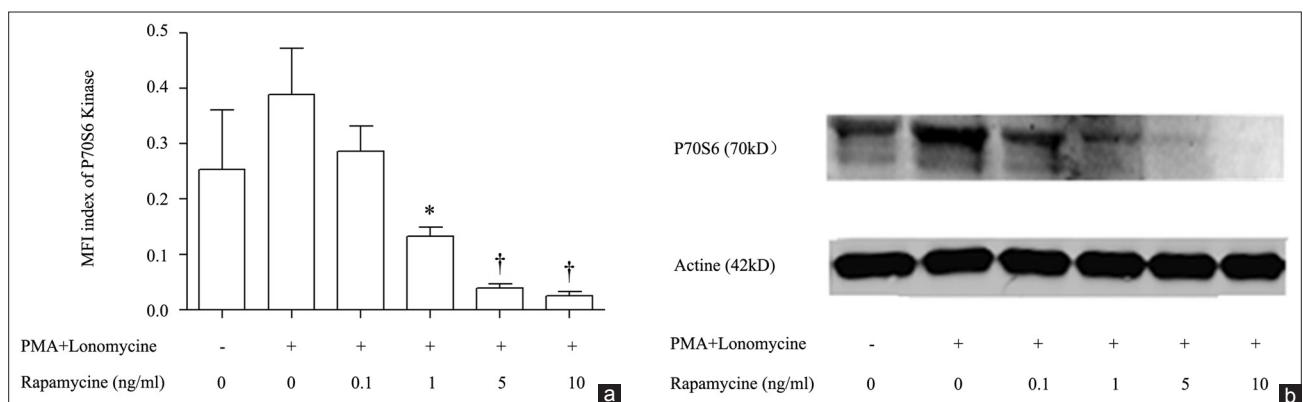 0.5
0.4
0.3
0.2
0.1
0.0
MFI index of P70S6 Kinase
*
†
†
PMA+Lonomycine - + + + + +
Rapamycine (ng/ml) 0 0 0.1 1 5 10
a
P70S6 (70kD）
Actine (42kD)
PMA+Lonomycine - + + + + +
Rapamycine (ng/ml) 0 0 0.1 1 5 10
b